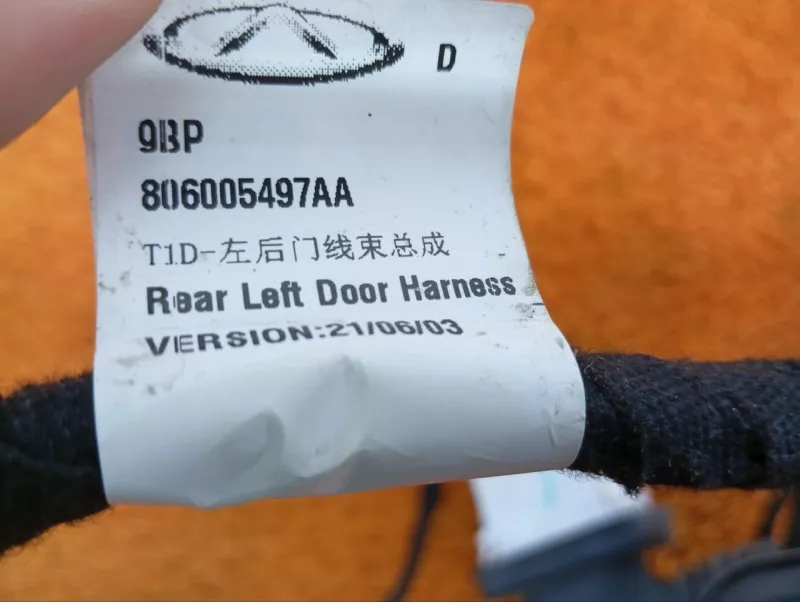 D
9BP
806005497AA
T1D-左后门线束总成
Rear Left Door Harness
VERSION:21/06/03